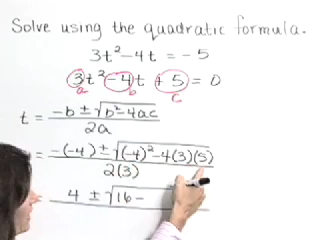 Solve using the quadratic formula.
3t² - 4t = -5
3t² - 4t + 5 = 0
a b c
t = (-b ± √(b² - 4ac)) / 2a
= (-(-4) ± √((-4)² - 4(3)(5))) / 2(3)
4 ± √(16 -